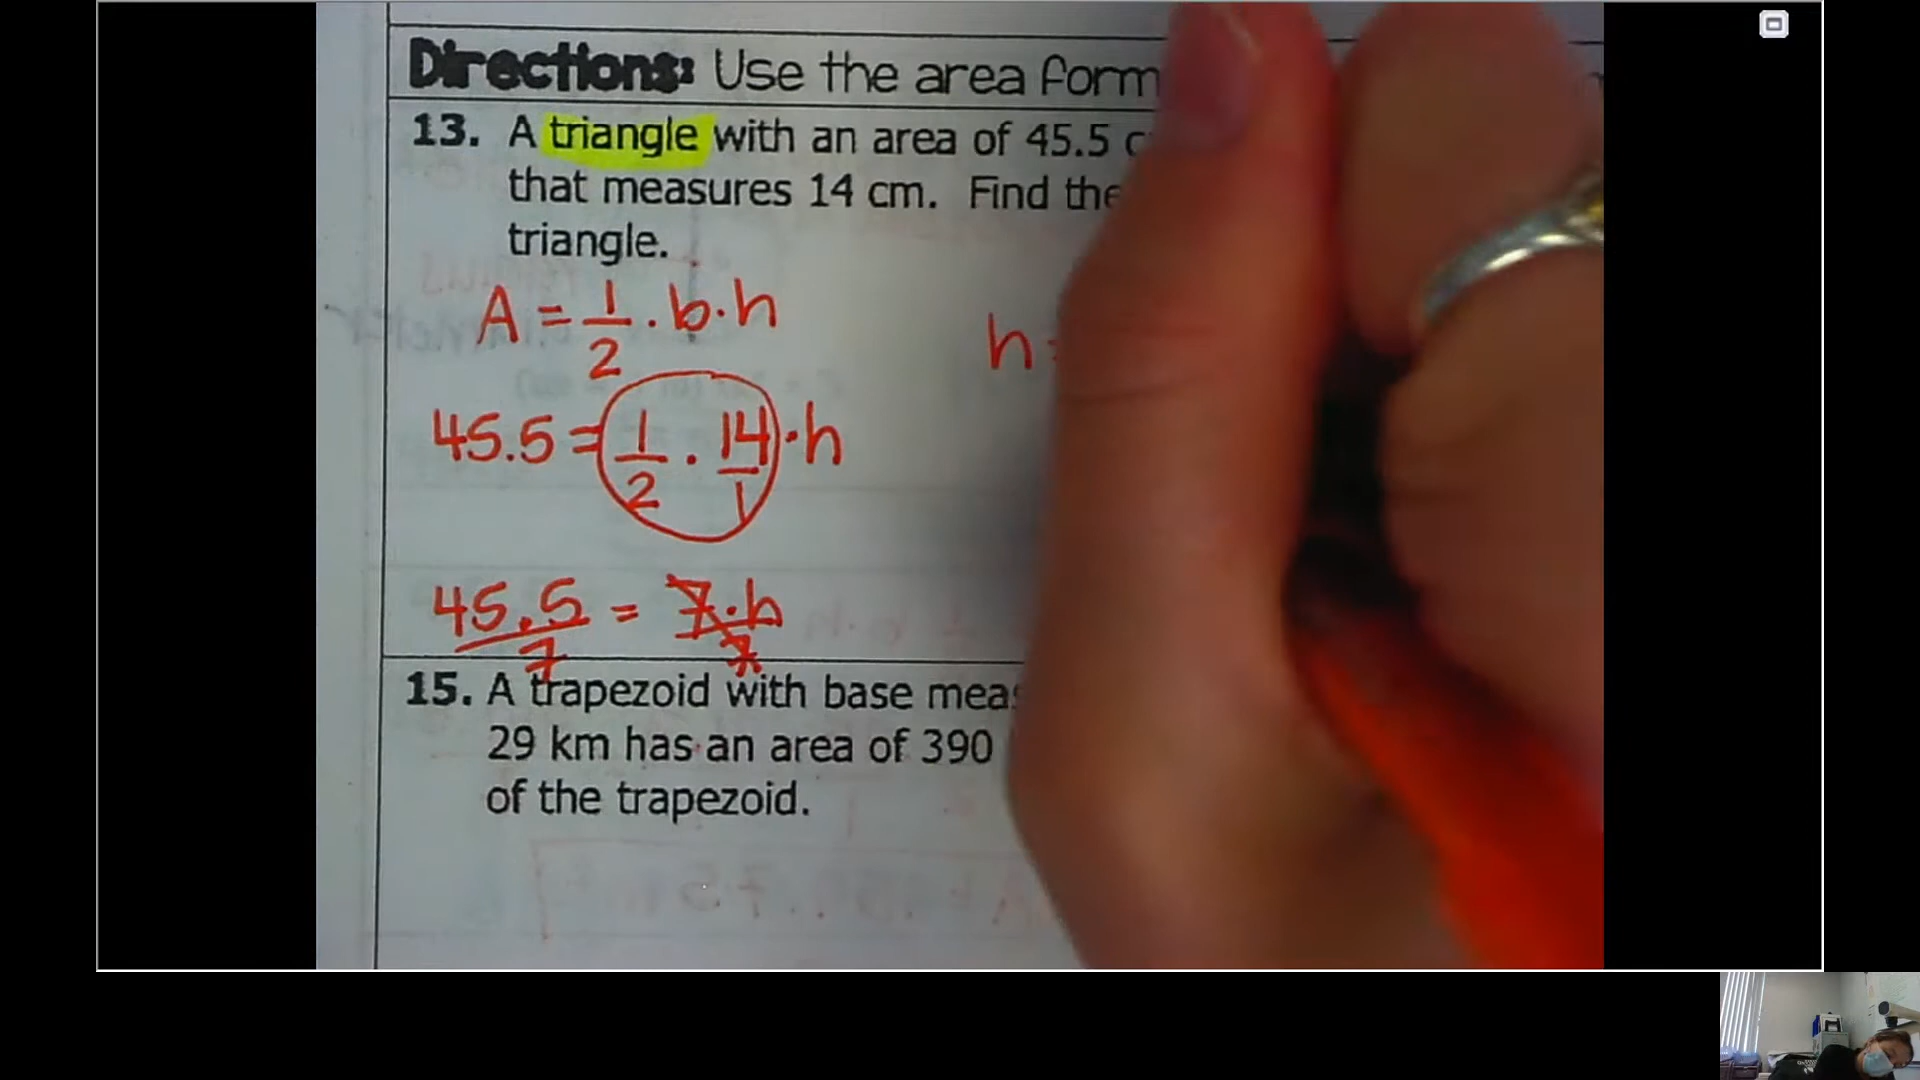 Directions: Use the area form
13. A triangle with an area of 45.5
that measures 14 cm. Find the
triangle.
A = 1/2 · b · h
h =
45.5 = 1/2 · 14/1 · h
45.5/7 = 7·h/7
15. A trapezoid with base meas
29 km has an area of 390
of the trapezoid.